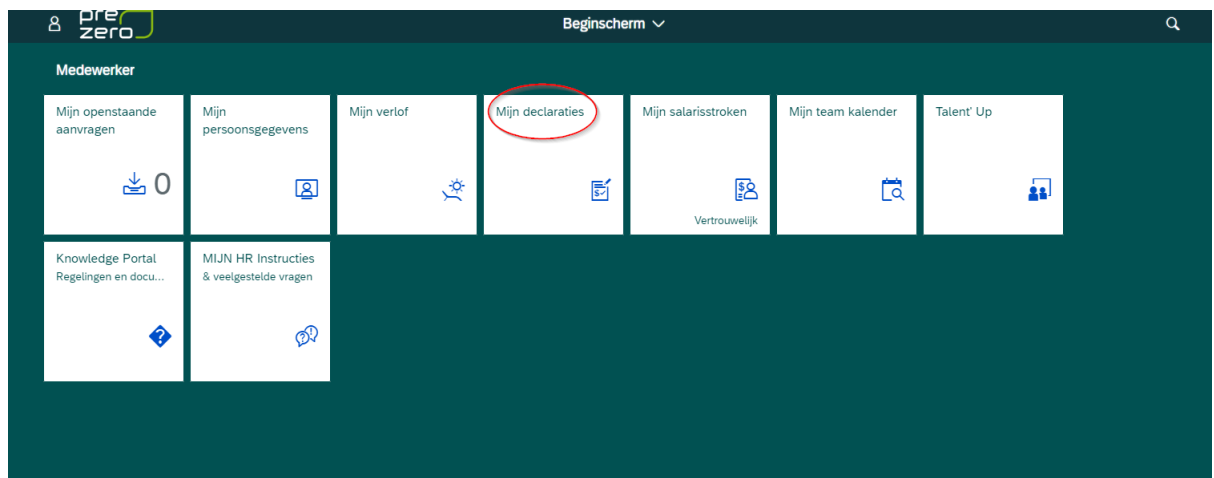 pre
zero
Beginscherm
Medewerker
Mijn openstaande
aanvragen
0
Mijn
persoonsgegevens
Mijn verlof
Mijn declaraties
Mijn salarisstroken
Vertrouwelijk
Mijn team kalender
Talent' Up
Knowledge Portal
Regelingen en docu...
MIJN HR Instructies
& veelgestelde vragen